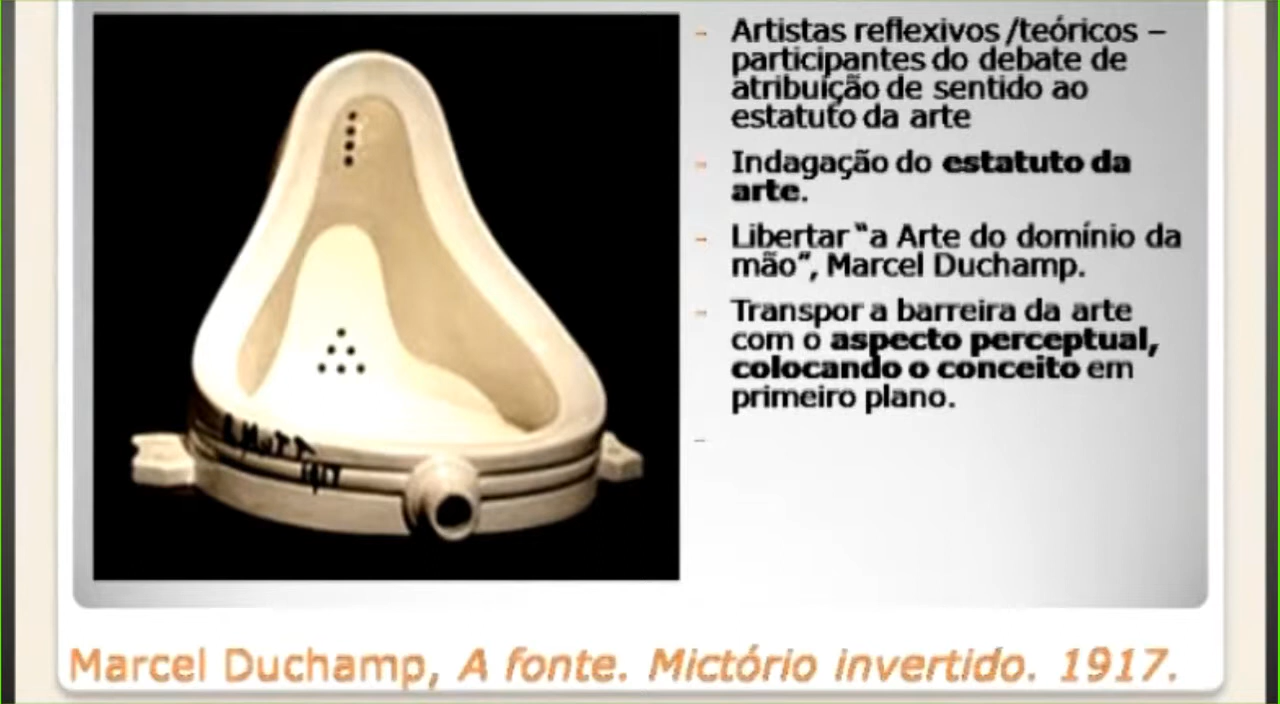 - Artistas reflexivos /teóricos –
participantes do debate de
atribuição de sentido ao
estatuto da arte
- Indagação do estatuto da
arte.
- Libertar “a Arte do domínio da
mão”, Marcel Duchamp.
- Transpor a barreira da arte
com o aspecto perceptual,
colocando o conceito em
primeiro plano.
-
R. MUTT
1917
Marcel Duchamp, A fonte. Mictório invertido. 1917.